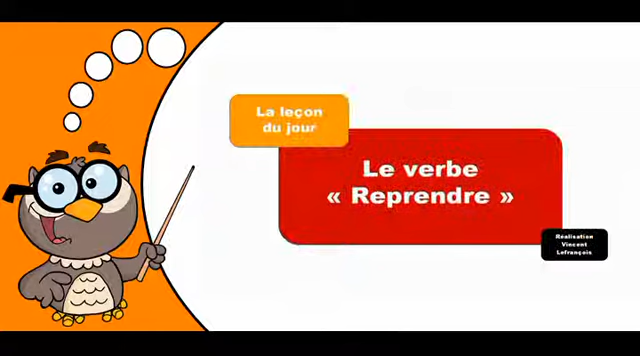 La leçon
du jour
Le verbe
« Reprendre »
Réalisation
Vincent
Lefrançois